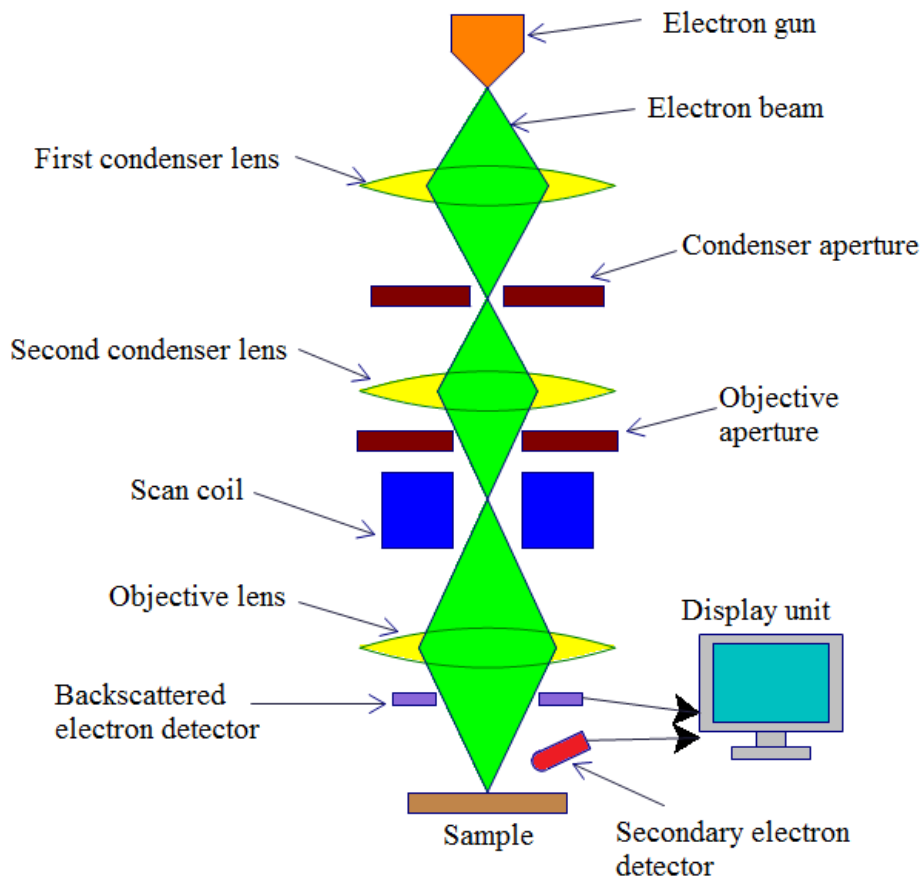 Electron gun
Electron beam
First condenser lens
Condenser aperture
Second condenser lens
Objective
aperture
Scan coil
Objective lens
Display unit
Backscattered
electron detector
Sample
Secondary electron
detector